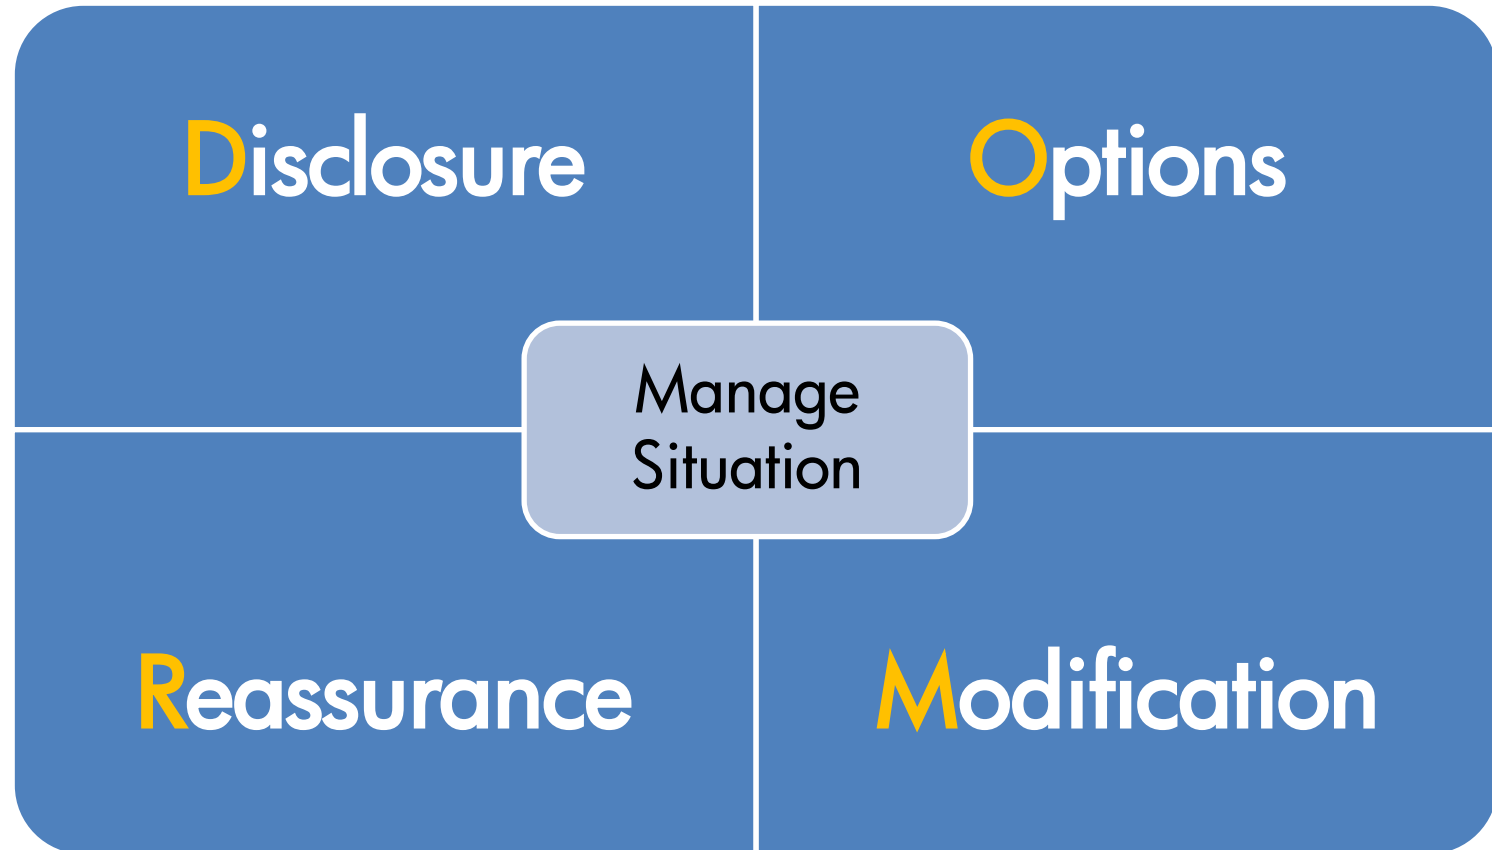 Disclosure
Options
Manage
Situation
Reassurance
Modification